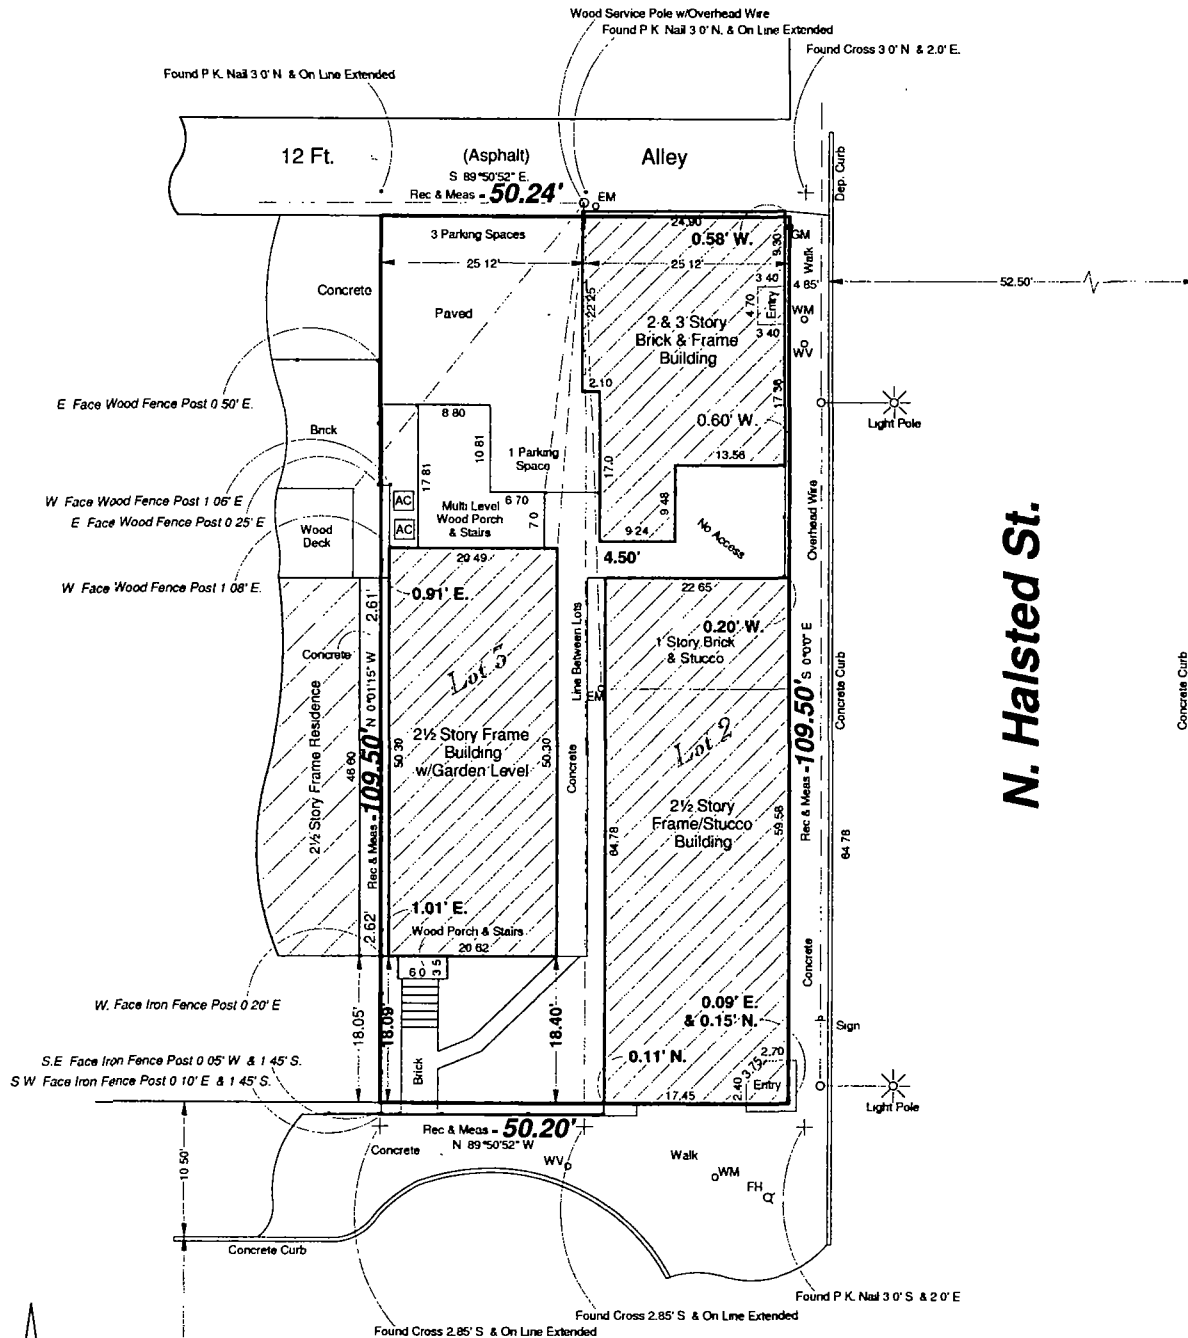 Wood Service Pole w/Overhead Wire
Found P K Nail 3 0' N. & On Line Extended
Found Cross 3 0' N & 2.0' E.
Found P K. Nail 3 0' N & On Line Extended
12 Ft.
(Asphalt)
Alley
S 89°50'52" E.
Rec & Meas - 50.24'
EM
Dep. Curb
24.90
0.58' W.
9.30
GM
Walk
3 Parking Spaces
25 12'
25 12'
Concrete
Paved
22 25
3 40
4 85'
52.50'
4 70
Entry
WM
3 40
WV
2 & 3 Story
Brick & Frame
Building
2.10
17.36
Light Pole
E Face Wood Fence Post 0 50' E.
8 80
0.60' W.
Brick
10 81
1 Parking
Space
17.0
13.56
17 81
W Face Wood Fence Post 1 06' E
AC
6 70
9 48
Multi Level
Wood Porch
& Stairs
7 0
E Face Wood Fence Post 0 25' E
AC
Wood
Deck
9 24
No Access
Overhead Wire
20 49
4.50'
W Face Wood Fence Post 1 08' E.
0.91' E.
22 65
2.61'
0.20' W.
1 Story Brick
& Stucco
Concrete
Line Between Lots
Lot 3
EM
S 0°0'0" E
N 0°01'15" W
2½ Story Frame Residence
46 60
Rec & Meas - 109.50'
50.30
2½ Story Frame
Building
w/Garden Level
50.30
Concrete
Lot 2
Rec & Meas - 109.50'
Concrete Curb
N. Halsted St.
Concrete Curb
2½ Story
Frame/Stucco
Building
64.78
59.58
64 78
1.01' E.
2.62'
Wood Porch & Stairs
20 62
6 0
3 5
Concrete
W. Face Iron Fence Post 0 20' E
18.05'
18.09'
18.40'
0.09' E.
& 0.15' N.
Sign
S.E Face Iron Fence Post 0 05' W & 1 45' S.
0.11' N.
S W Face Iron Fence Post 0 10' E & 1 45' S.
Brick
2.70
3.75
2.40
Entry
17.45
Light Pole
Rec & Meas - 50.20'
N 89°50'52" W
10 50'
Concrete
WV
Walk
WM
FH
Concrete Curb
Found P K. Nail 3 0' S & 2 0' E
Found Cross 2.85' S & On Line Extended
Found Cross 2.85' S & On Line Extended